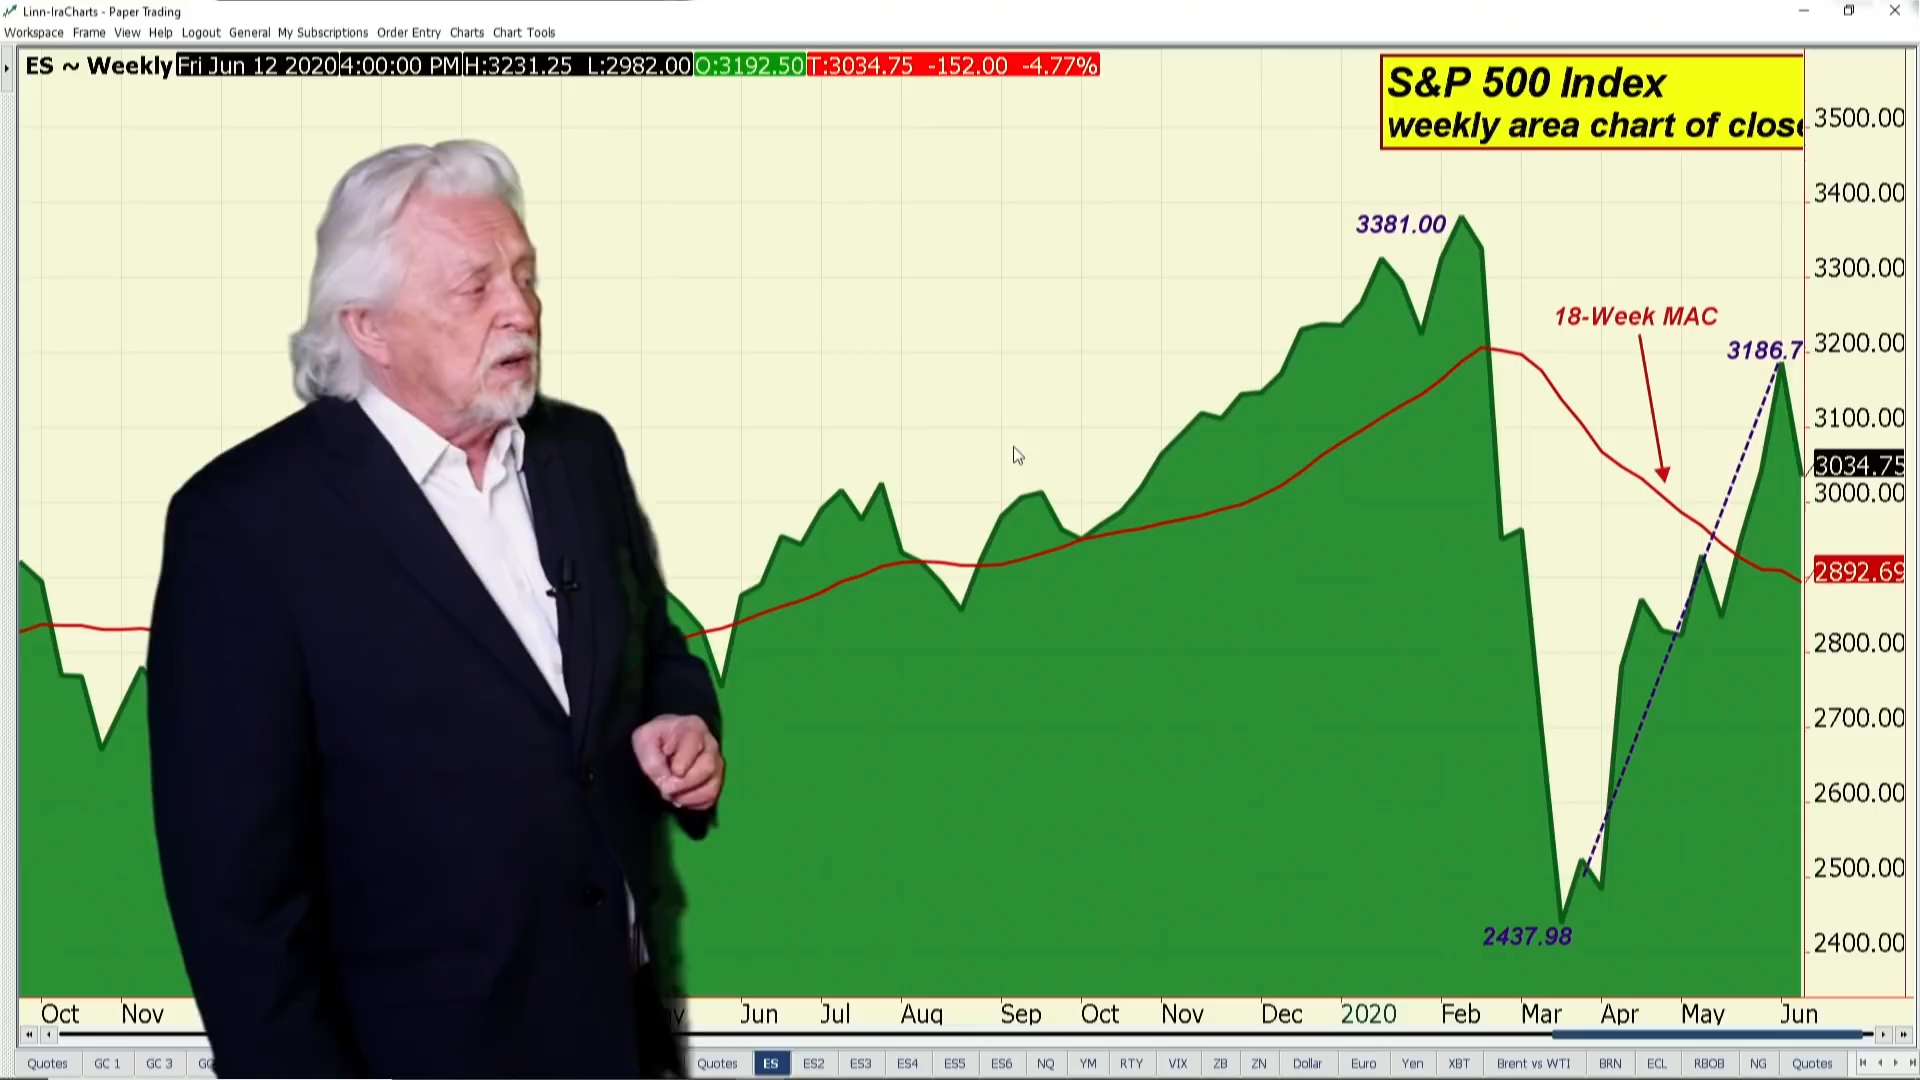 Linn-IraCharts - Paper Trading
Workspace Frame View Help Logout General My Subscriptions Order Entry Charts Chart Tools
ES ~ Weekly Fri Jun 12 2020 4:00:00 PM H:3231.25 L:2982.00 O:3192.50 T:3034.75 -152.00 -4.77%
S&P 500 Index
weekly area chart of close
3500.00
3400.00
3381.00
3300.00
18-Week MAC
3186.7
3200.00
3100.00
3034.75
3000.00
2892.69
2800.00
2700.00
2600.00
2500.00
2437.98
2400.00
Oct Nov Jun Jul Aug Sep Oct Nov Dec 2020 Feb Mar Apr May Jun
Quotes GC 1 GC 3 Quotes ES ES2 ES3 ES4 ES5 ES6 NQ YM RTY VIX ZB ZN Dollar Euro Yen XBT Brent vs WTI BRN ECL RBOB NG Quotes